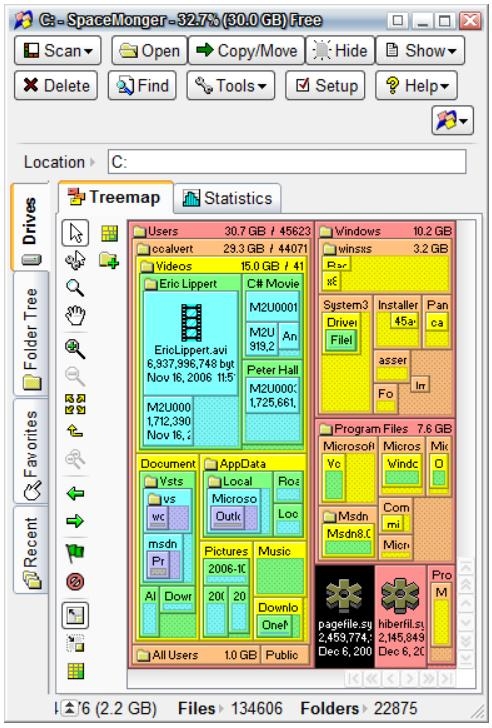 C: - SpaceMonger - 32.7% (30.0 GB) Free
Scan Open Copy/Move Hide Show
Delete Find Tools Setup Help
Location C:
Treemap Statistics
Drives
Folder Tree
Favorites
Recent
Users 30.7 GB / 45623
ccalvert 29.3 GB / 44071
Videos 15.0 GB / 41
Eric Lippert
EricLippert.avi
6,937,996,748 byt
Nov 16, 2006 11:5
M2U000
1,712,390
Nov 16, 2
C# Movie
M2U0001
M2U
919,2
An
Peter Hall
M2U000
1,725,661,
Document
Vsts
vs
wc
msdn
Pr
Al
Dowr
AppData
Local
Microso
Outlc
Roa
Loc
Pictures
2006-10
200
20
Music
Downlo
OneN
All Users 1.0 GB
Public
Windows 10.2 GB
winsxs 3.2 GB
x6
System3
Driver
FileI
Installer
45a
Pan
ca
asser
Fo
Program Files 7.6 GB
Microsoft
Vc
Micros
Windc
Mic
O
Msdn
Msdn8.0
Com
mi
Micr
pagefile.sy
2,459,774,
Dec 6, 200
hiberfil.sy
2,145,849
Dec 6, 20
Pro
M
(2.2 GB) Files 134606 Folders 22875